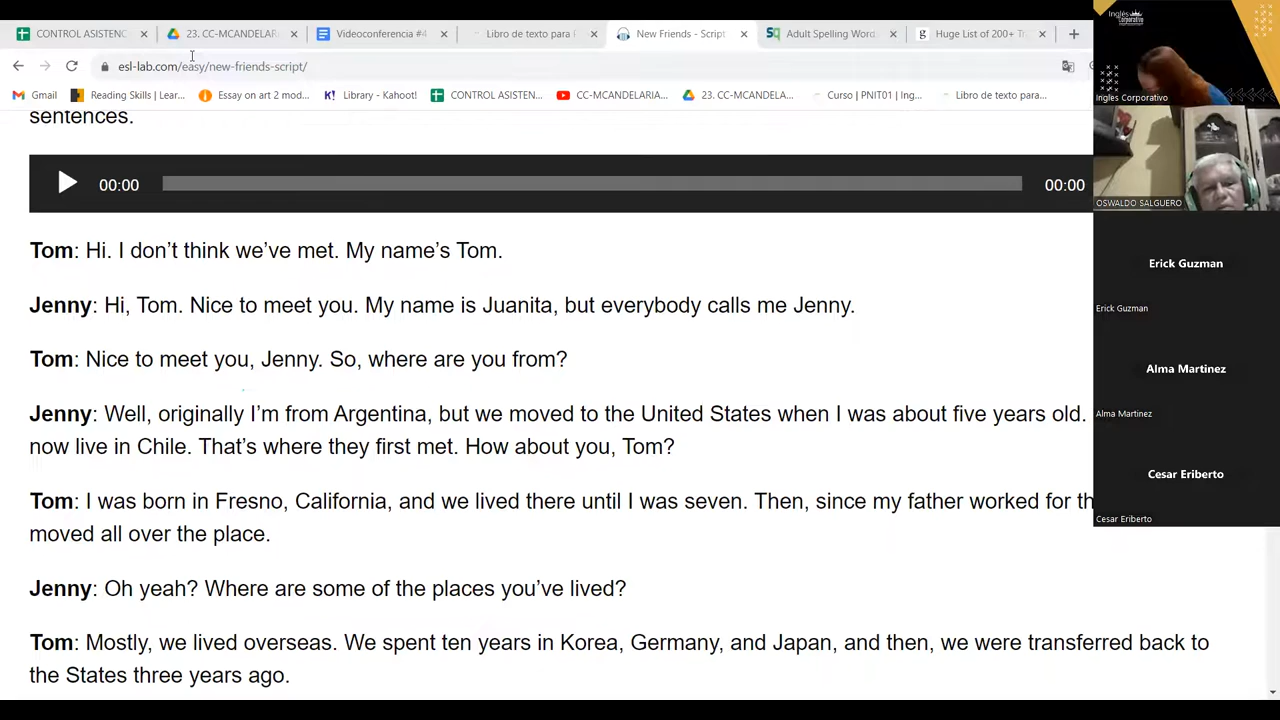 CONTROL ASISTENC
23. CC-MCANDELAR
Videoconferencia #
Libro de texto para
New Friends - Script
Adult Spelling Word
Huge List of 200+ T
esl-lab.com/easy/new-friends-script/
Gmail
Reading Skills | Lear...
Essay on art 2 mod...
Library - Kano
CONTROL ASISTEN...
CC-MCANDELARIA...
23. CC-MCANDELA...
Curso | PNIT01 | Ing...
Libro de texto para...
sentences.
00:00
00:00
Tom: Hi. I don’t think we’ve met. My name’s Tom.
Jenny: Hi, Tom. Nice to meet you. My name is Juanita, but everybody calls me Jenny.
Tom: Nice to meet you, Jenny. So, where are you from?
Jenny: Well, originally I’m from Argentina, but we moved to the United States when I was about five years old.
now live in Chile. That’s where they first met. How about you, Tom?
Tom: I was born in Fresno, California, and we lived there until I was seven. Then, since my father worked for th
moved all over the place.
Jenny: Oh yeah? Where are some of the places you’ve lived?
Tom: Mostly, we lived overseas. We spent ten years in Korea, Germany, and Japan, and then, we were transferred back to
the States three years ago.
Inglés
Corporativo
Ingles Corporativo
OSWALDO SALGUERO
Erick Guzman
Erick Guzman
Alma Martinez
Alma Martinez
Cesar Eriberto
Cesar Eriberto